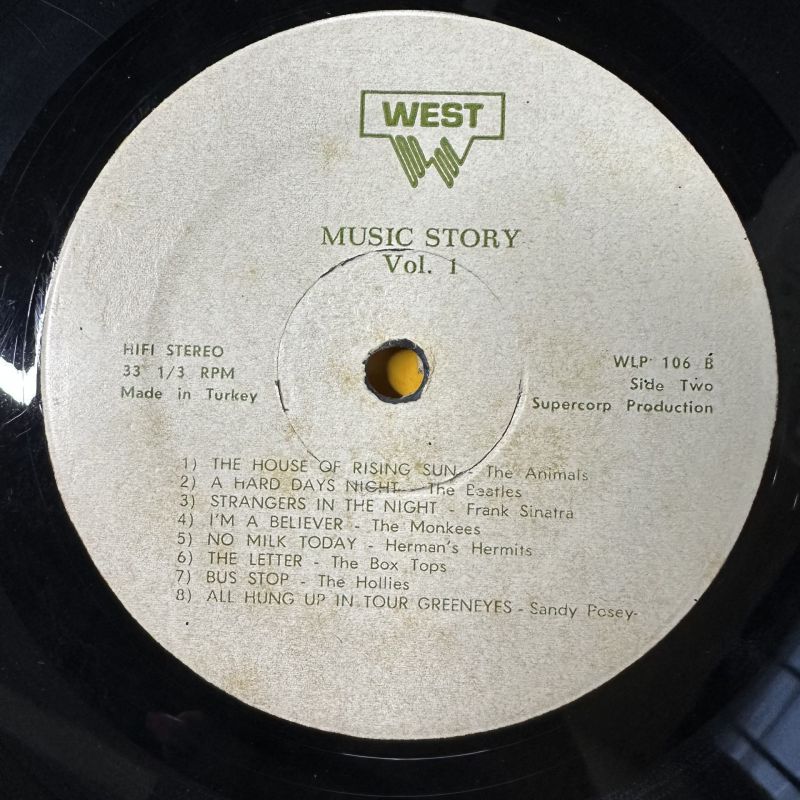 WEST
MUSIC STORY
Vol. 1
HIFI STEREO
33 1/3 RPM
Made in Turkey
WLP 106 B
Side Two
Supercorp Production
1) THE HOUSE OF RISING SUN - The Animals
2) A HARD DAYS NIGHT - The Beatles
3) STRANGERS IN THE NIGHT - Frank Sinatra
4) I'M A BELIEVER - The Monkees
5) NO MILK TODAY - Herman's Hermits
6) THE LETTER - The Box Tops
7) BUS STOP - The Hollies
8) ALL HUNG UP IN TOUR GREENEYES - Sandy Posey-